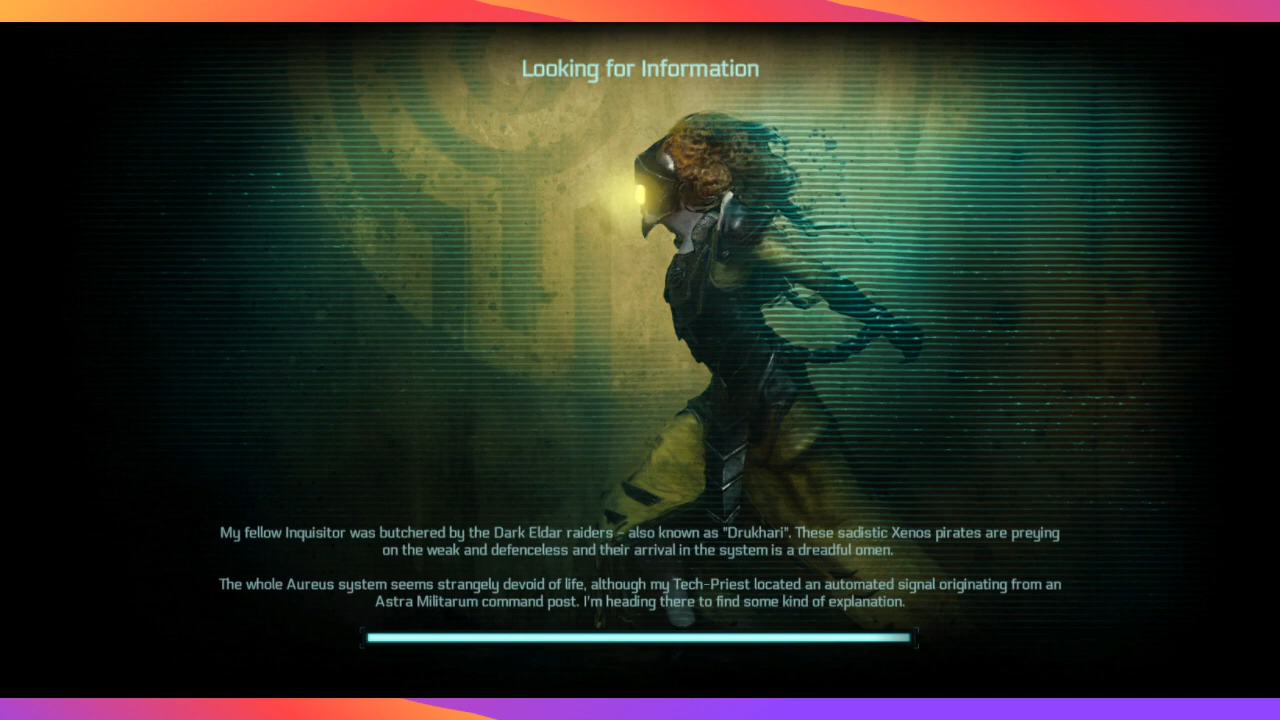 Looking for Information
My fellow Inquisitor was butchered by the Dark Eldar raiders - also known as "Drukhari". These sadistic Xenos pirates are preying
on the weak and defenceless and their arrival in the system is a dreadful omen.
The whole Aureus system seems strangely devoid of life, although my Tech-Priest located an automated signal originating from an
Astra Militarum command post. I'm heading there to find some kind of explanation.